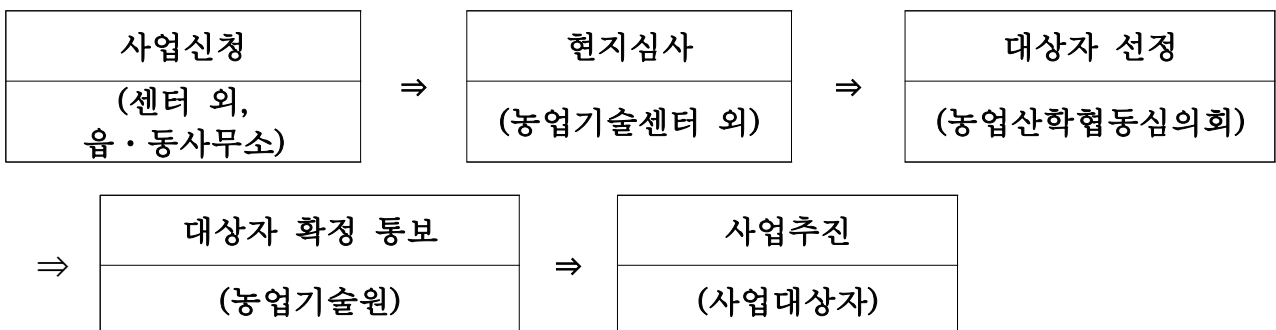 사업신청
(센터 외,
읍・동사무소)
⇒
현지심사
(농업기술센터 외)
⇒
대상자 선정
(농업산학협동심의회)
⇒
대상자 확정 통보
(농업기술원)
⇒
사업추진
(사업대상자)